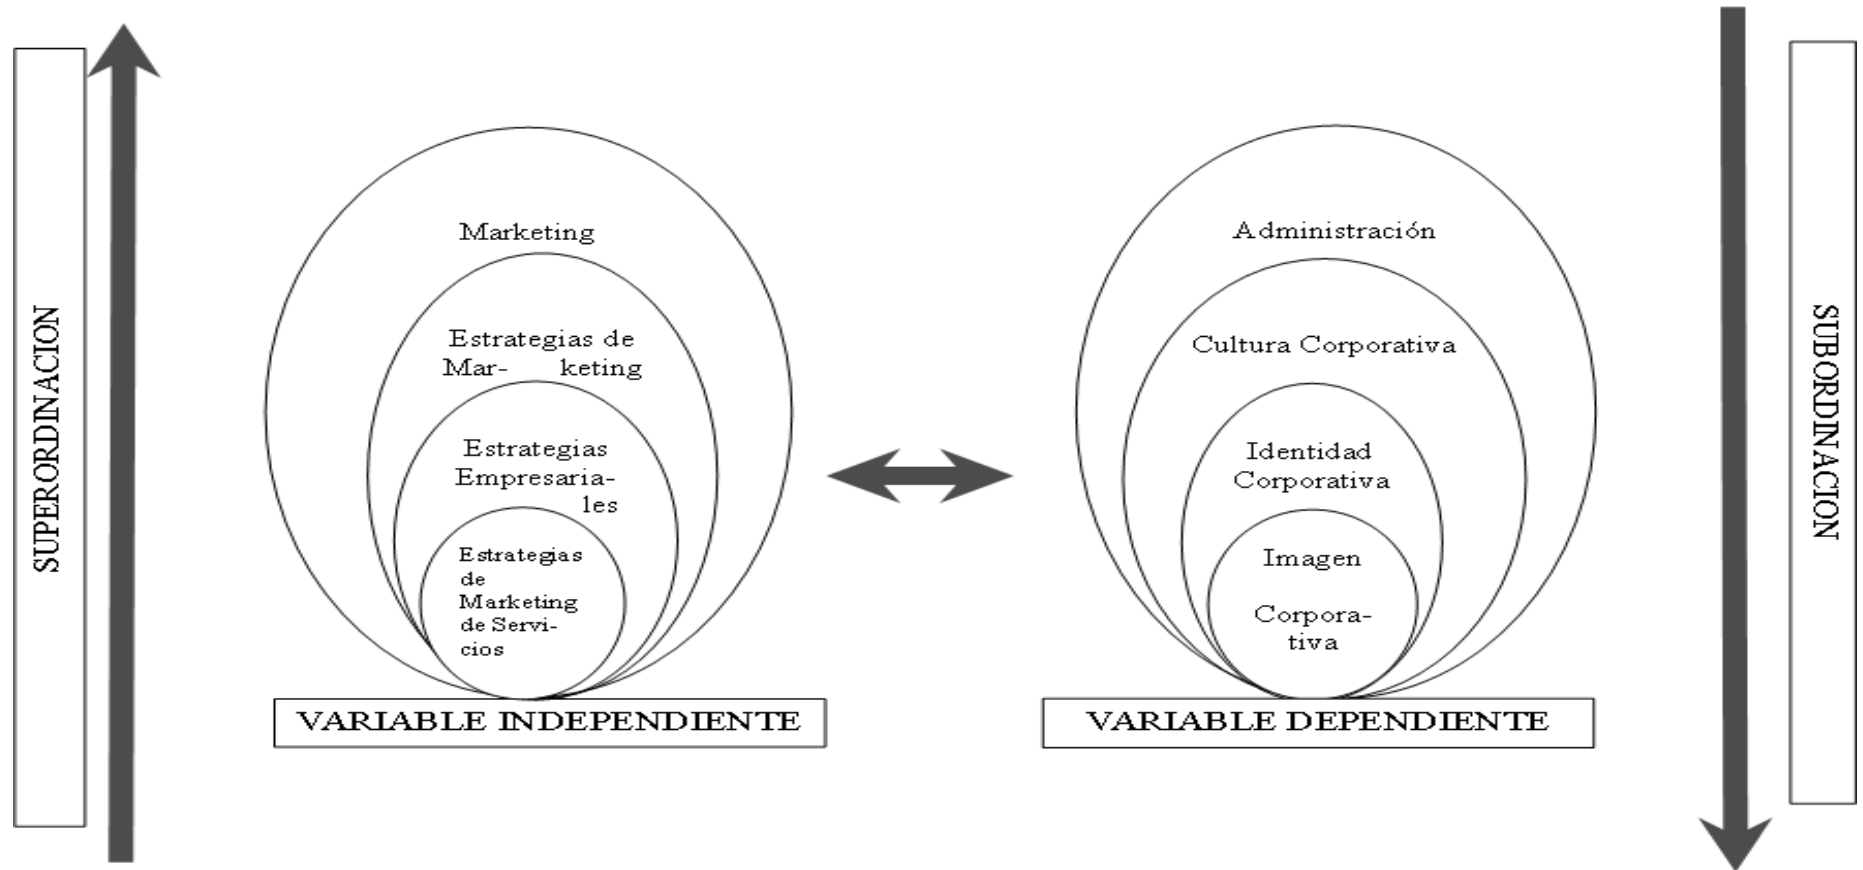 SUPERORDINACION
Marketing
Estrategias de
Mar- keting
Estrategias
Empresaria-
les
Estrategias
de
Marketing
de Servi-
cios
VARIABLE INDEPENDIENTE
Administración
Cultura Corporativa
Identidad
Corporativa
Imagen
Corpora-
tiva
VARIABLE DEPENDIENTE
SUBORDINACION